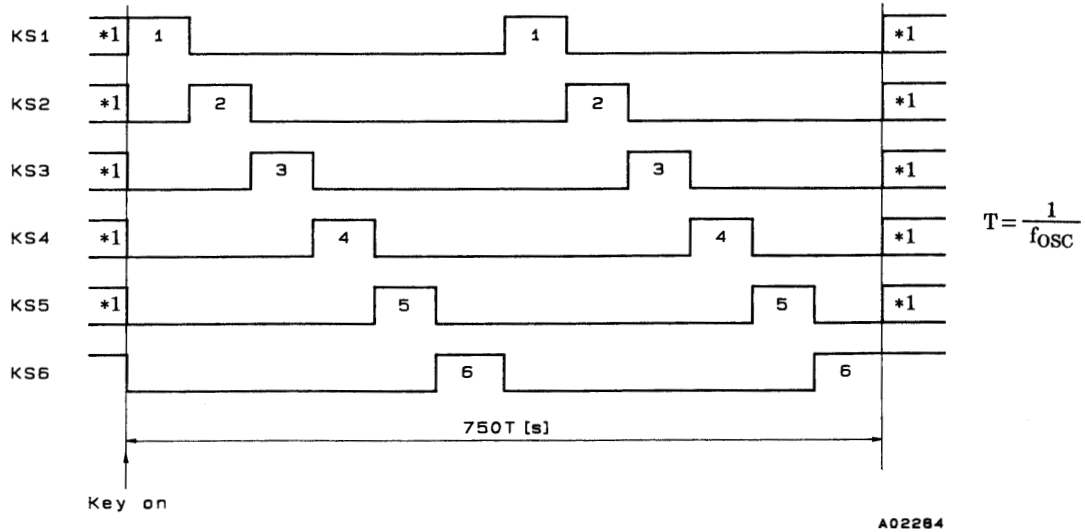 KS1 *1 1 1 *1
KS2 *1 2 2 *1
KS3 *1 3 3 *1
KS4 *1 4 4 *1
KS5 *1 5 5 *1
KS6 6 6
T=1/fOSC
750T [s]
Key on
A02284